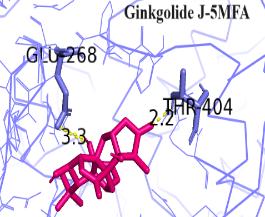 Ginkgolide J-5MFA
GLU-268
THR-404
2.2
3.3